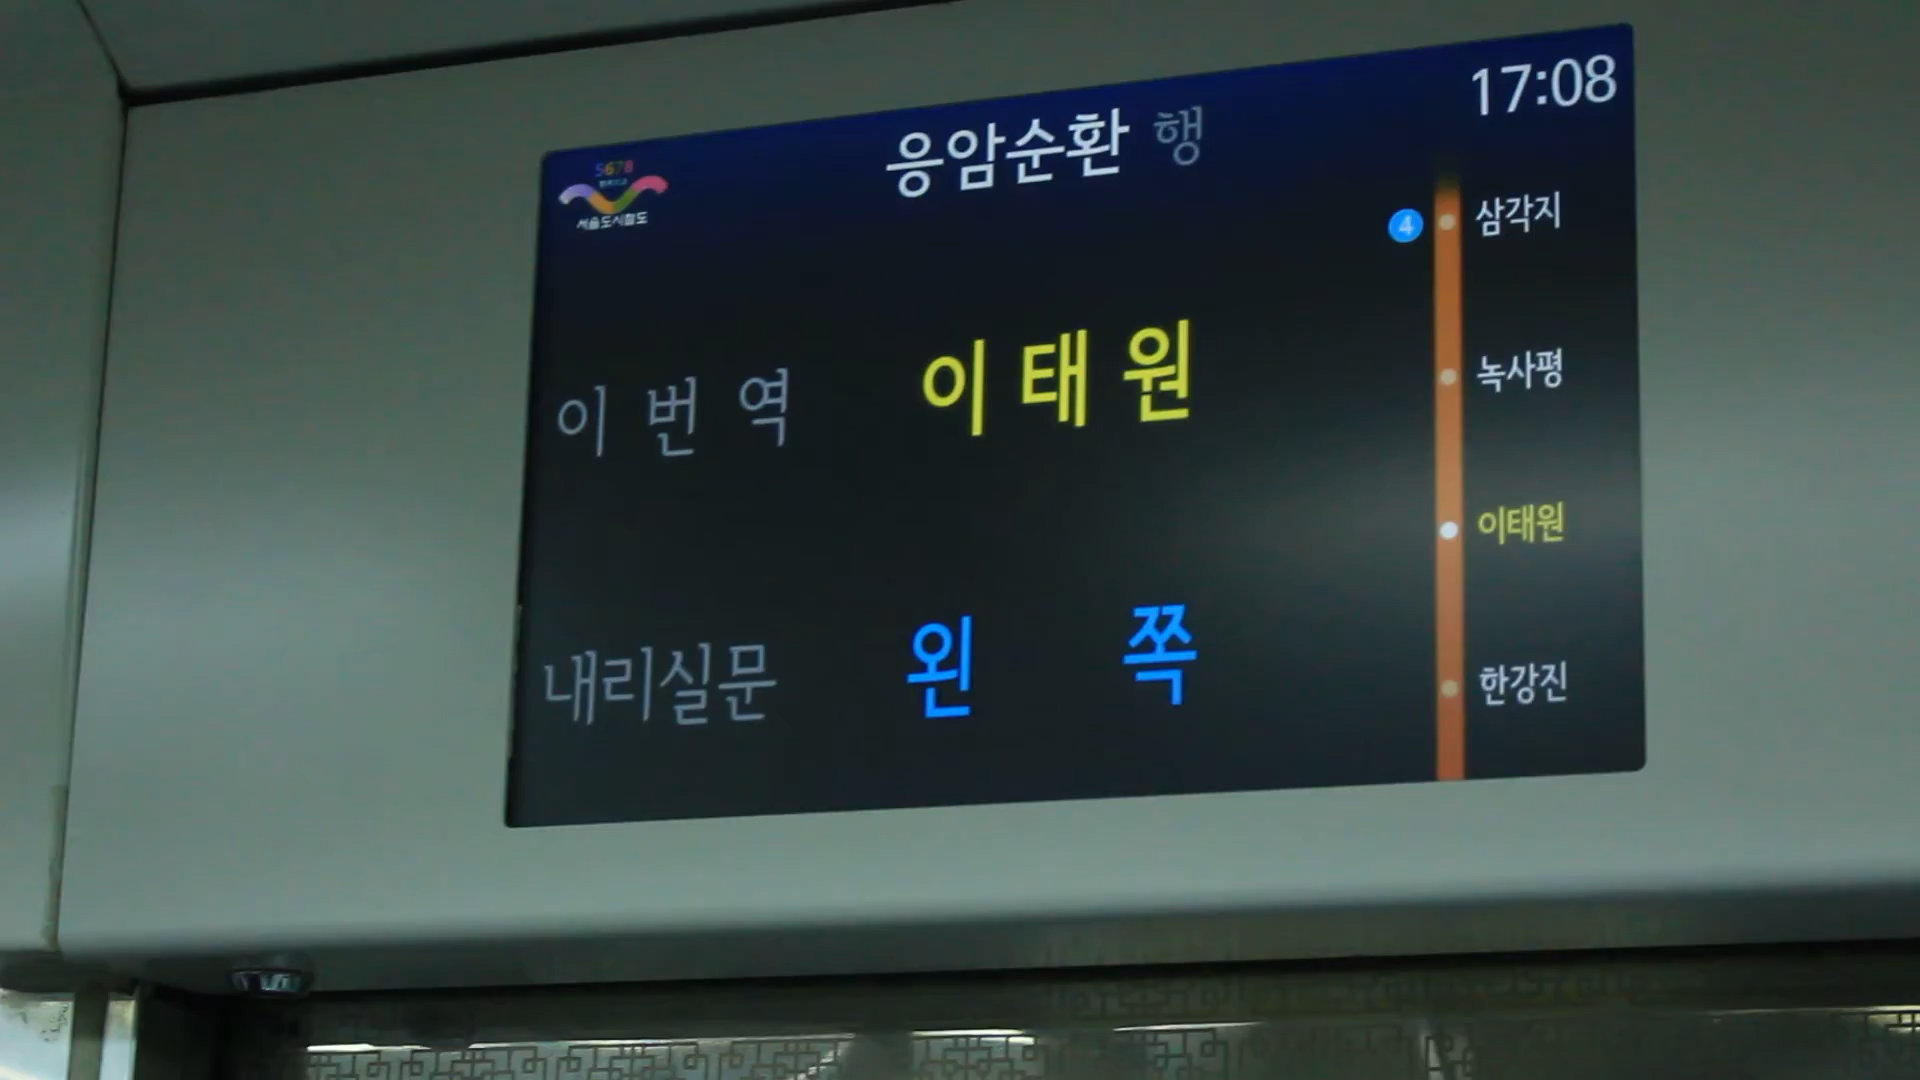 17:08
응암순환 행
5678
서울도시철도
4 삼각지
이번역 이태원
녹사평
이태원
내리실문 왼쪽
한강진